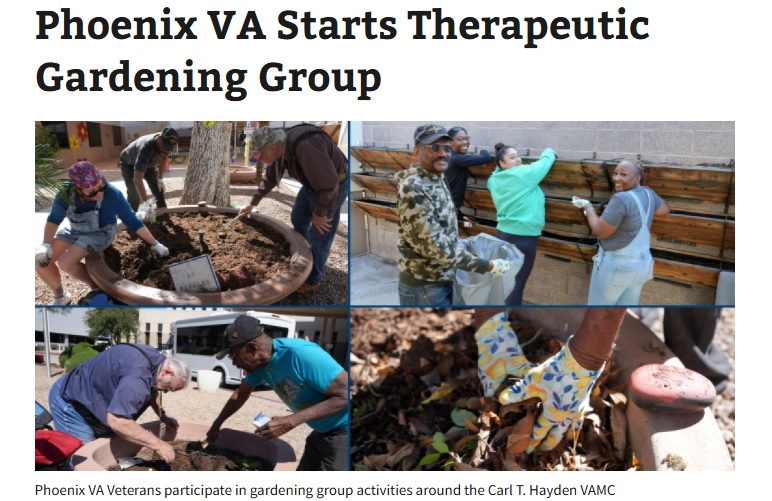 Phoenix VA Starts Therapeutic
Gardening Group
Phoenix VA Veterans participate in gardening group activities around the Carl T. Hayden VAMC